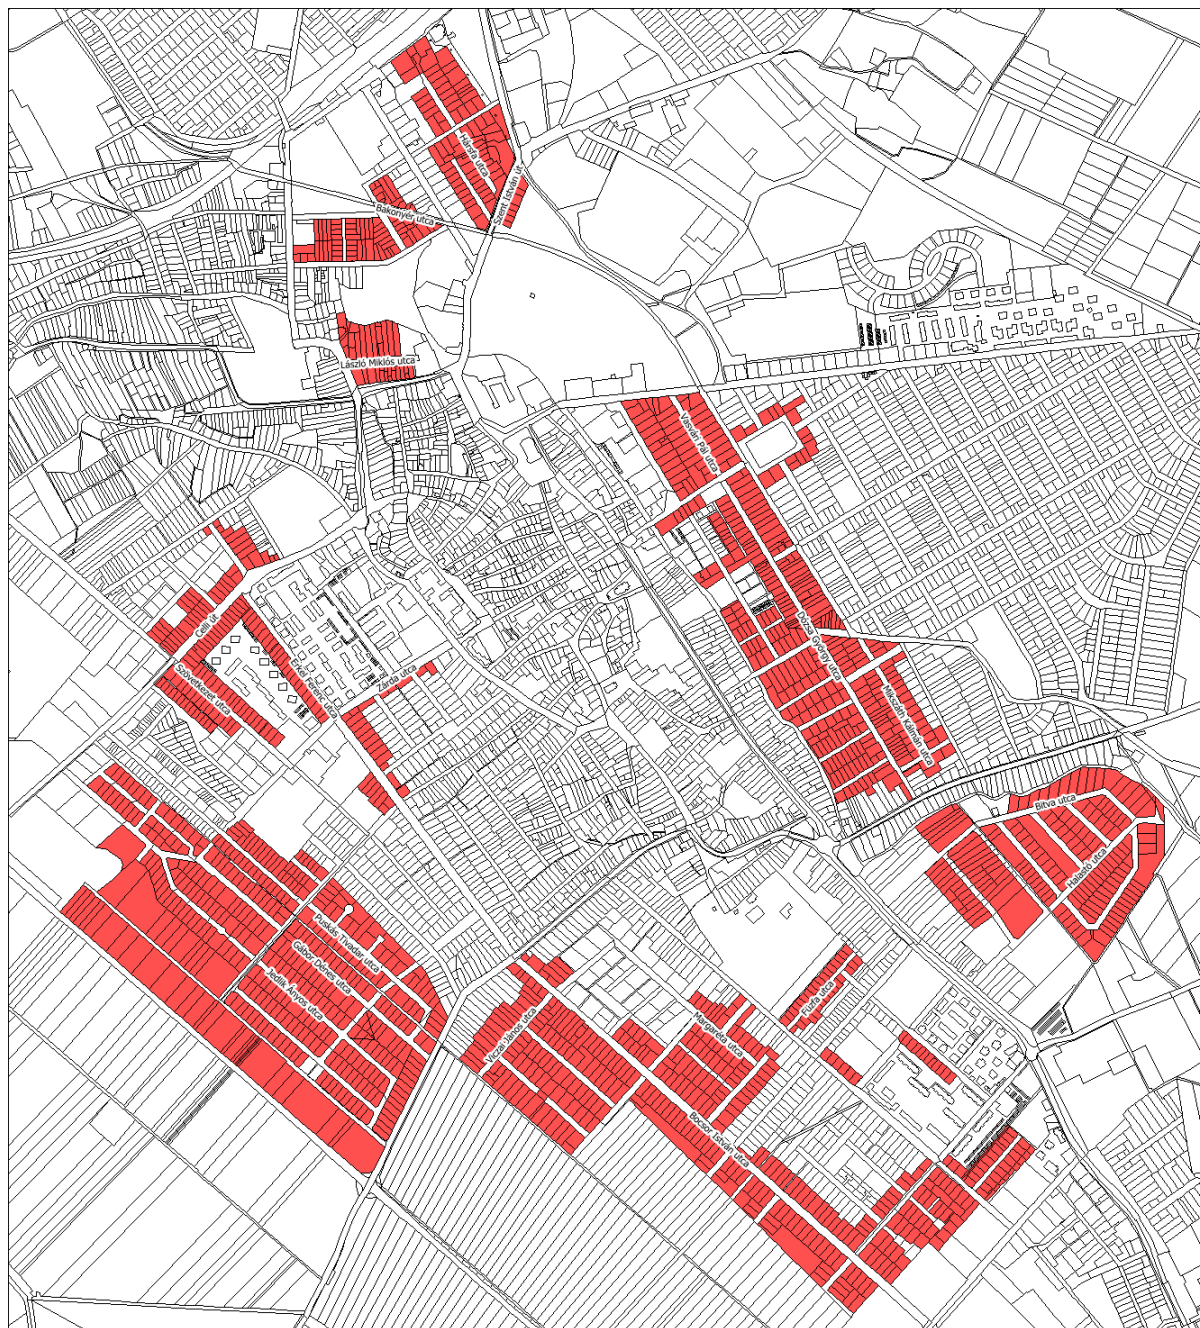 Hársfa utca
Szent István út
Bakonyér utca
László Miklós utca
Vasvári Pál utca
Dózsa György utca
Mikszáth Kálmán utca
Celli út
Szövetkezet utca
Erkel Ferenc utca
Zárda utca
Bitva utca
Halastó utca
Puskás Tivadar utca
Gábor Dénes utca
Jedlik Ányos utca
Viczai János utca
Margaréta utca
Fűzfa utca
Bocsor István utca